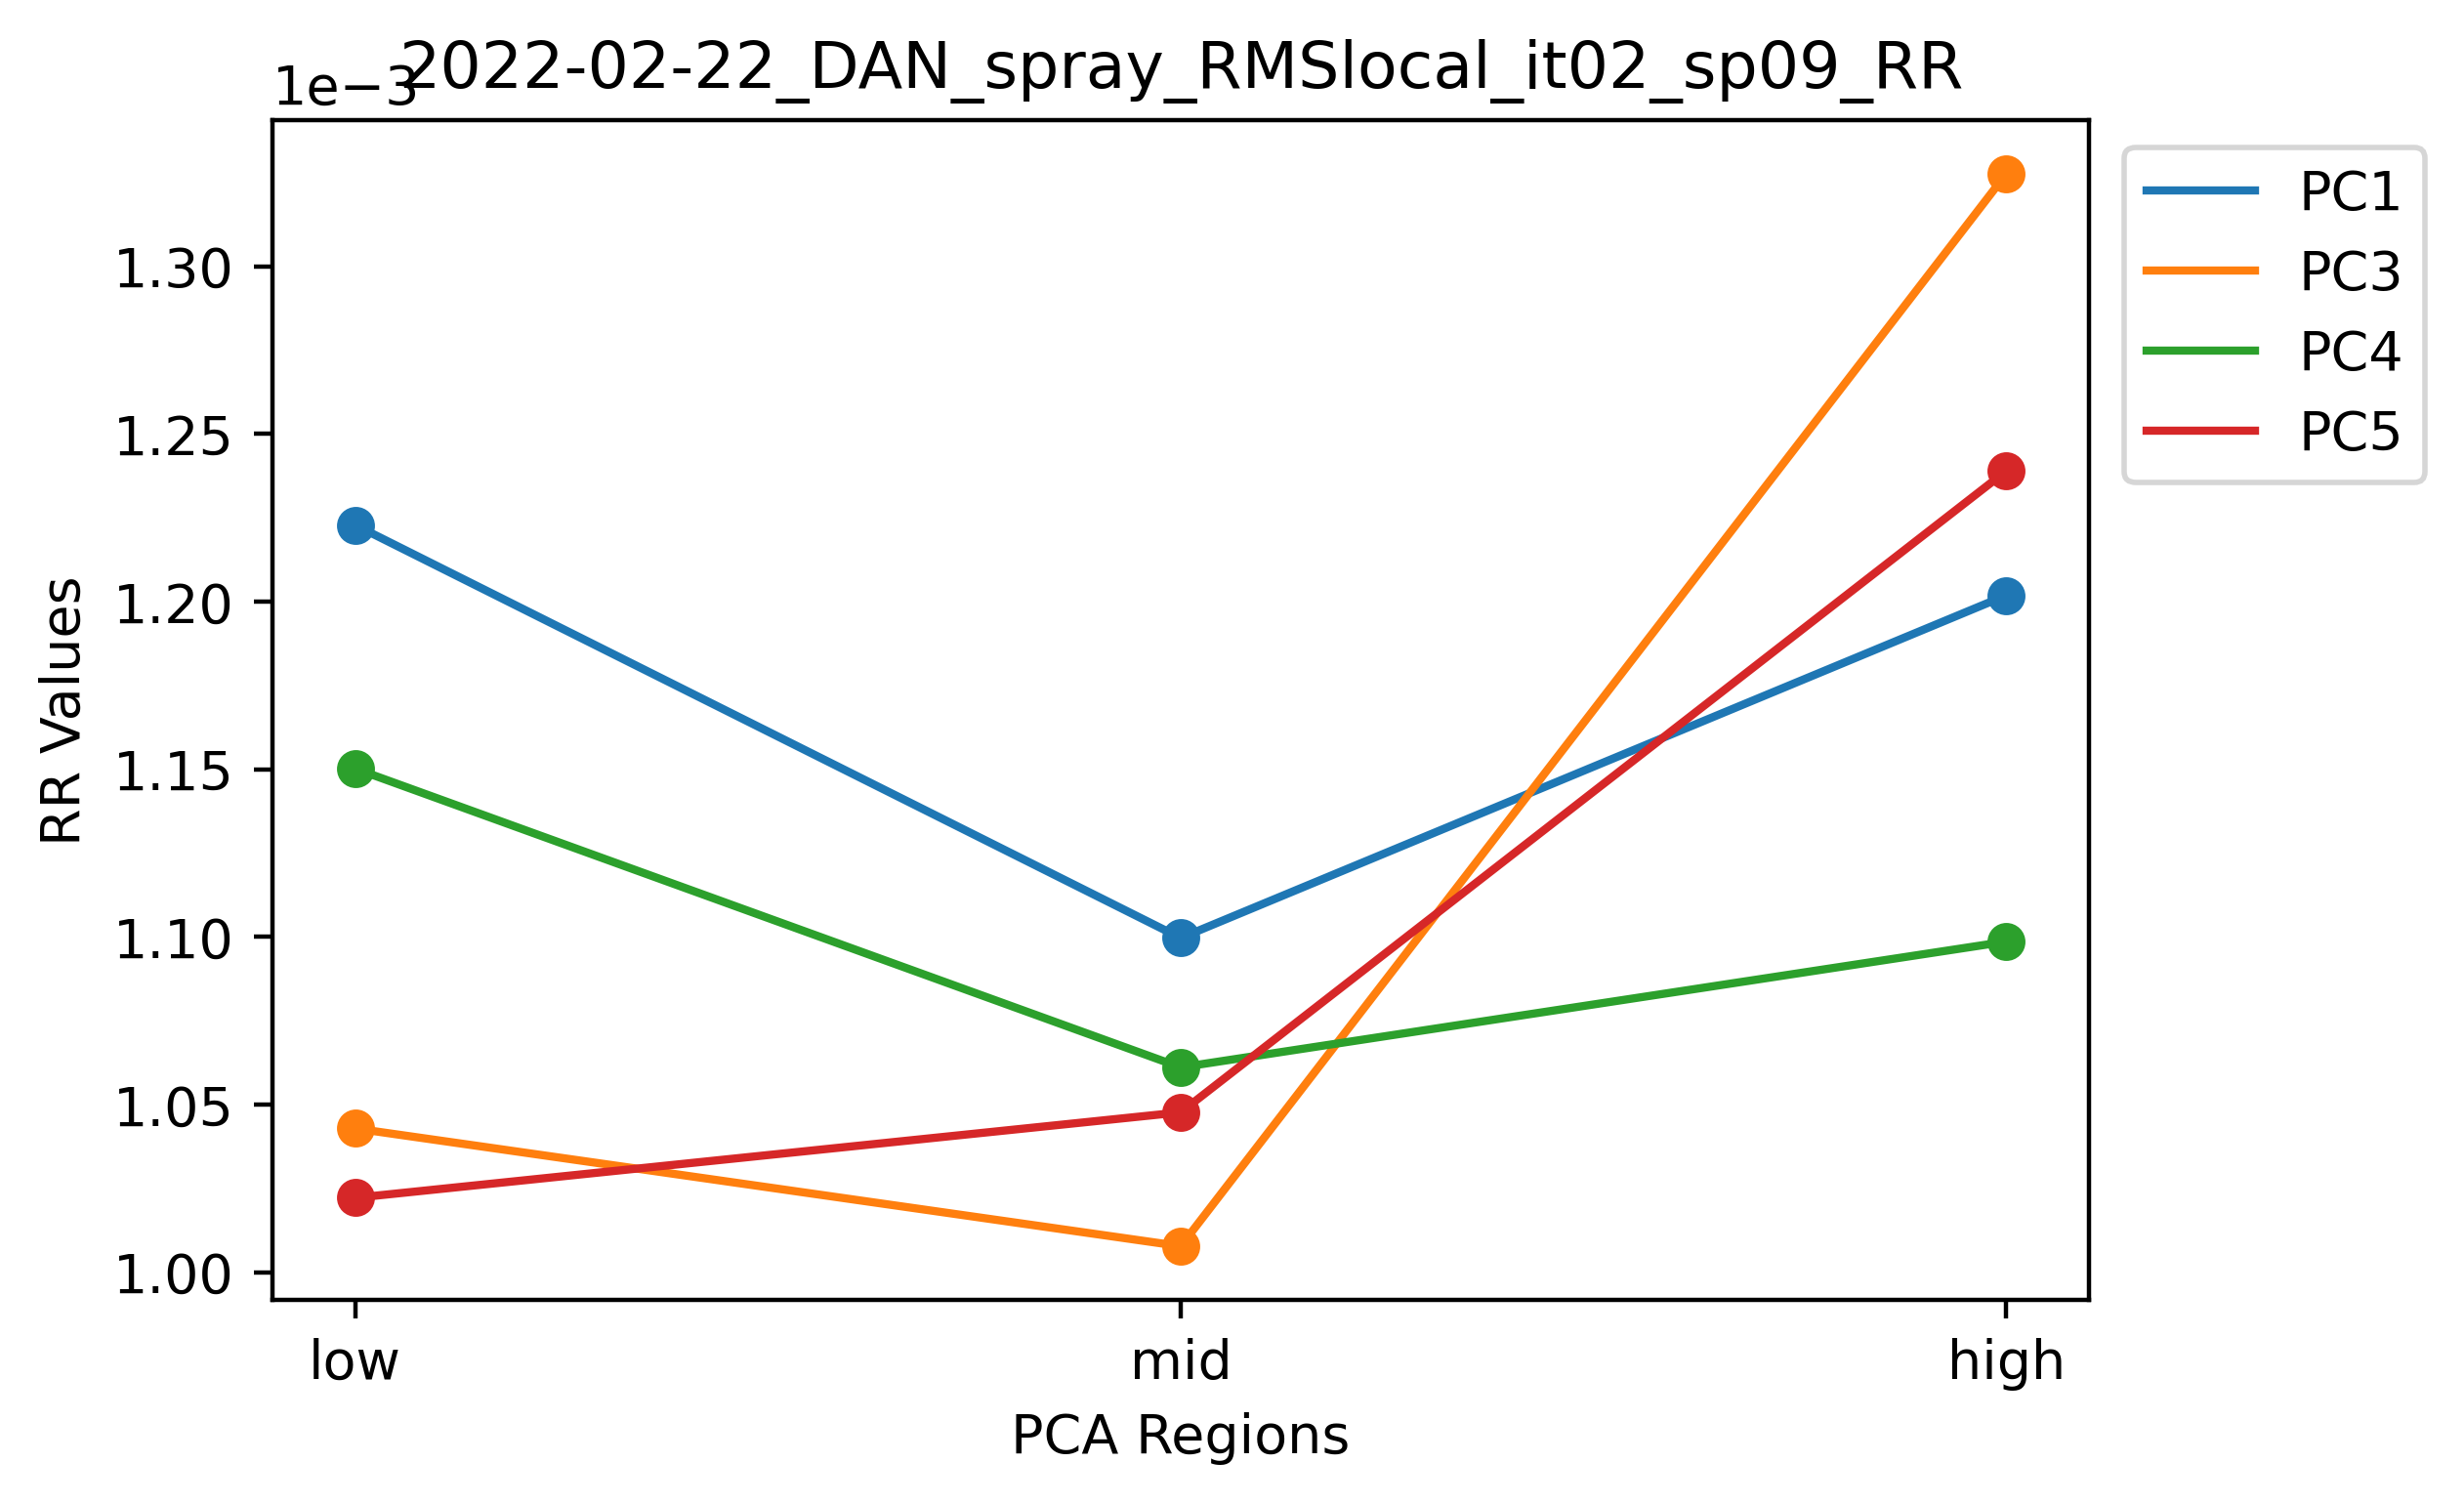 2022-02-22_DAN_spray_RMSlocal_it02_sp09_RR
1e−3
1.30
1.25
1.20
1.15
1.10
1.05
1.00
RR Values
low
mid
high
PCA Regions
PC1
PC3
PC4
PC5